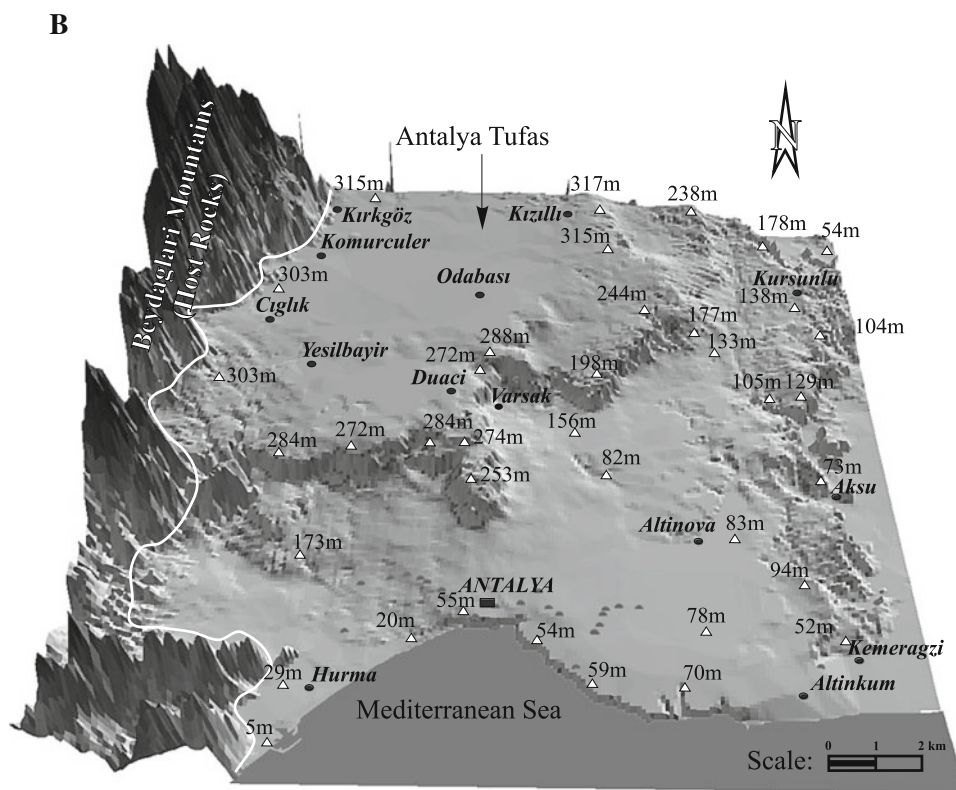 B
N
Antalya Tufas
Beydaglari Mountains
(Host Rocks)
315m
317m
238m
Kırkgöz
Kızıllı
178m
54m
Komurculer
315m
303m
Odabası
Kursunlu
Cıglık
244m
138m
177m
104m
Yesilbayir
288m
133m
272m
303m
Duaci
198m
105m
129m
Varsak
156m
284m
272m
284m
274m
82m
253m
73m
Aksu
Altinova
83m
173m
94m
ANTALYA
55m
20m
54m
78m
52m
Kemeragzi
29m
Hurma
59m
70m
Altinkum
5m
Mediterranean Sea
Scale:
0 1 2 km